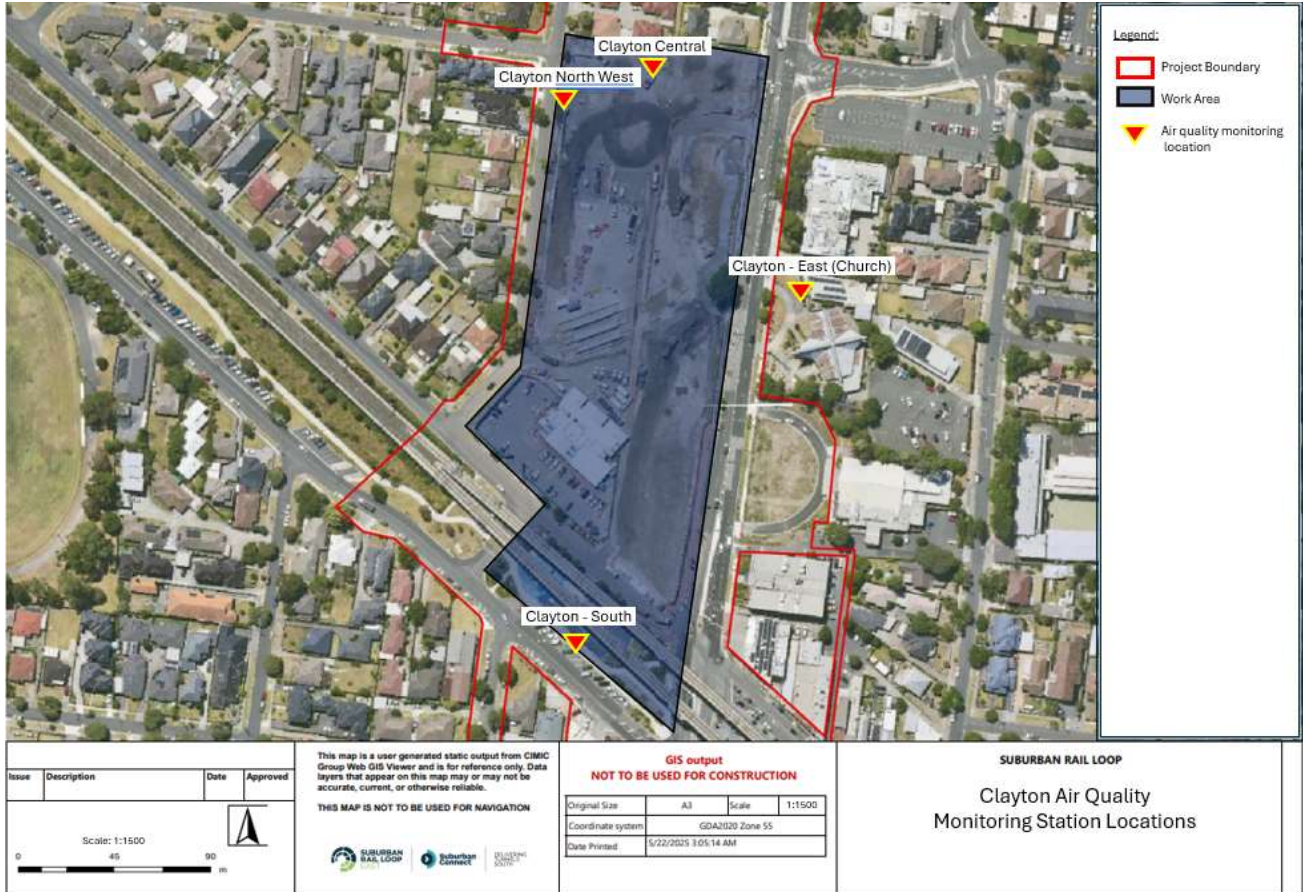 Clayton Central
Clayton North West
Clayton - East (Church)
Clayton - South
Legend:
Project Boundary
Work Area
Air quality monitoring
location
Issue
Description
Date
Approved
Scale: 1:1500
0 45 90
m
This map is a user generated static output from CIMIC
Group Web GIS Viewer and is for reference only. Data
layers that appear on this map may or may not be
accurate, current, or otherwise reliable.
THIS MAP IS NOT TO BE USED FOR NAVIGATION
SUBURBAN
RAIL LOOP
EAST
Suburban
Connect
DELIVERING
TUNNELS
SOUTH
GIS output
NOT TO BE USED FOR CONSTRUCTION
Original Size A3 Scale 1:1500
Coordinate system GDA2020 Zone 55
Date Printed 5/22/2025 3:05:14 AM
SUBURBAN RAIL LOOP
Clayton Air Quality
Monitoring Station Locations